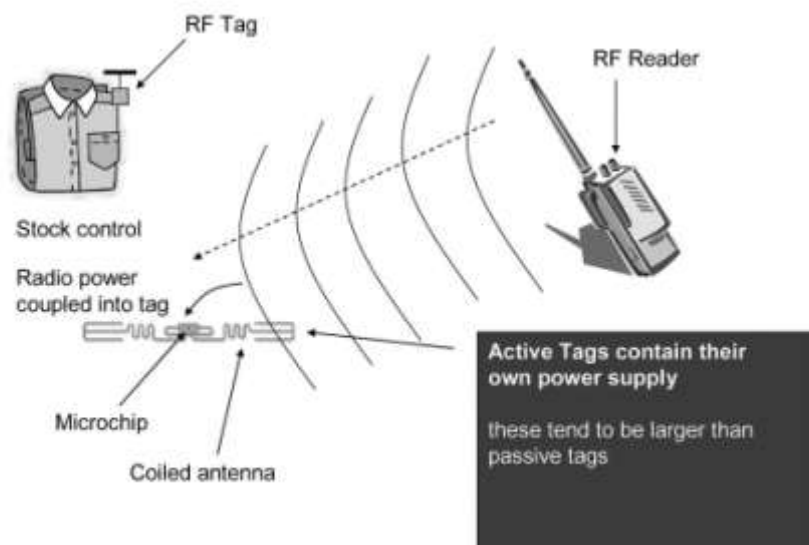 RF Tag
RF Reader
Stock control
Radio power
coupled into tag
Microchip
Coiled antenna
Active Tags contain their
own power supply
these tend to be larger than
passive tags